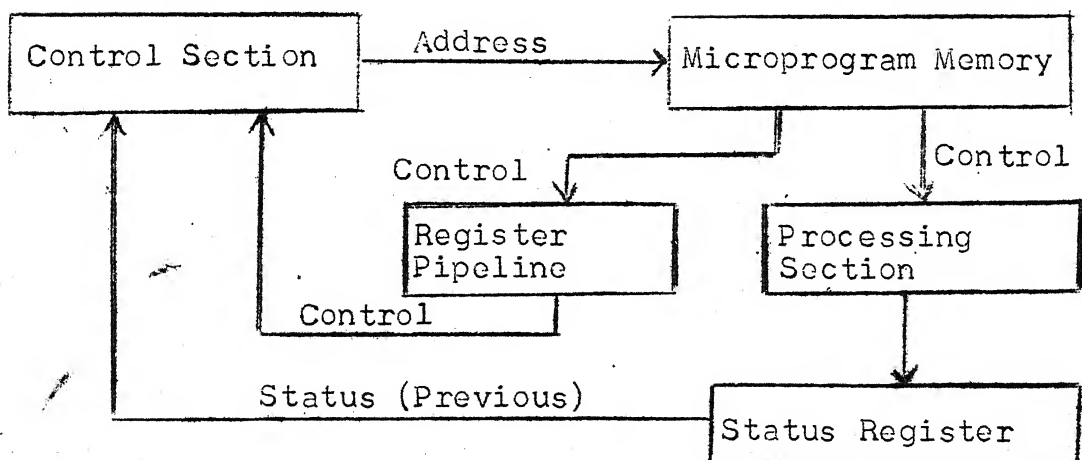 Control Section
Address
Microprogram Memory
Control
Control
Register
Pipeline
Processing
Section
Control
Status (Previous)
Status Register